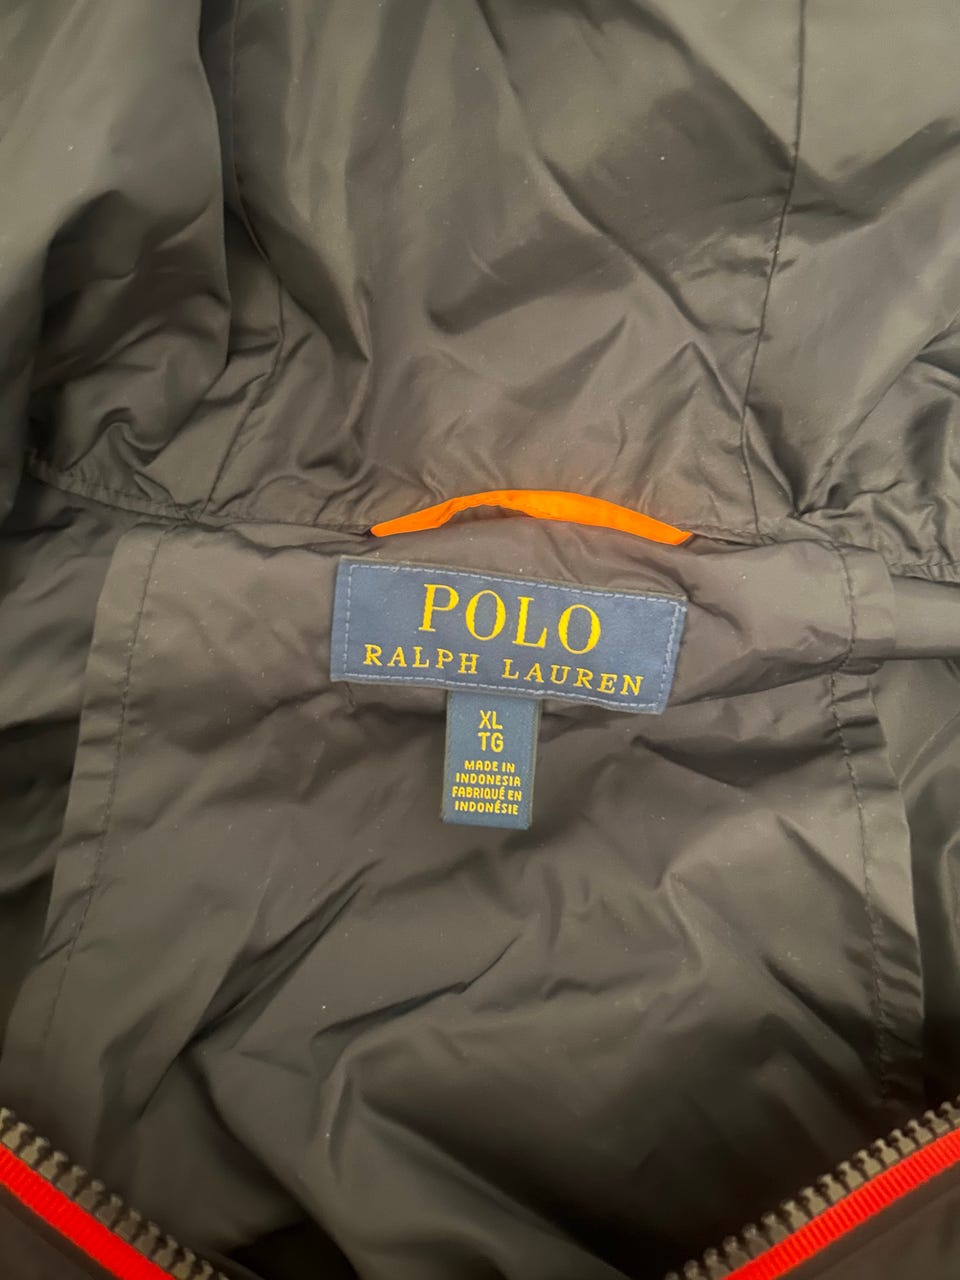 POLO
RALPH LAUREN
XL
TG
MADE IN
INDONESIA
FABRIQUÉ EN
INDONÉSIE